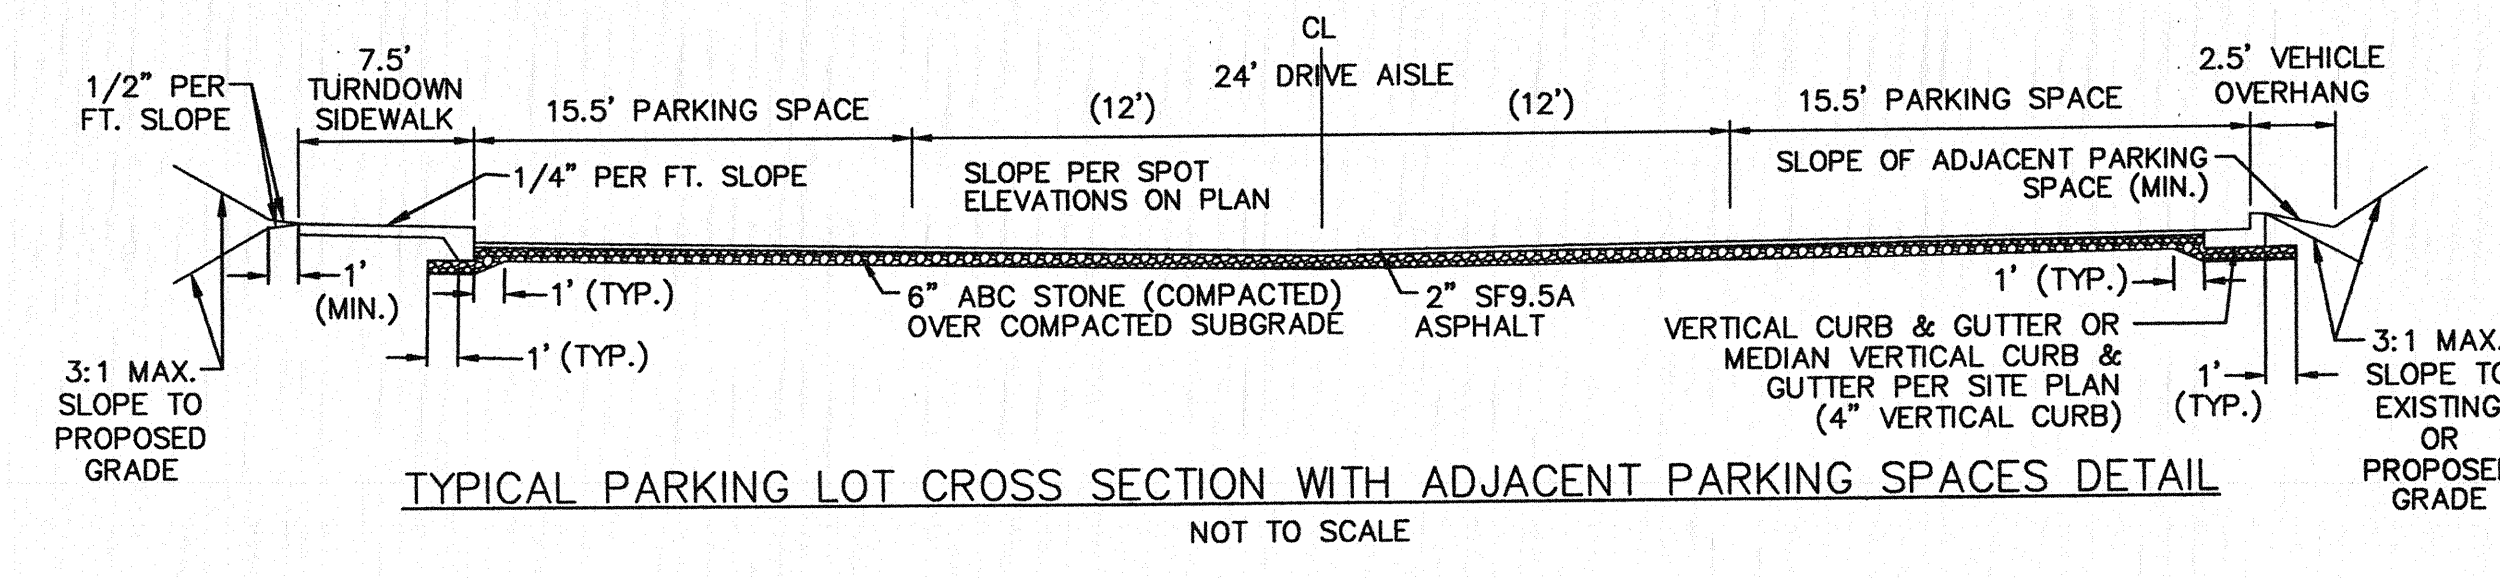 CL
7.5'
TURNDOWN
SIDEWALK
1/2" PER
FT. SLOPE
15.5' PARKING SPACE
(12')
24' DRIVE AISLE
(12')
15.5' PARKING SPACE
2.5' VEHICLE
OVERHANG
1/4" PER FT. SLOPE
SLOPE PER SPOT
ELEVATIONS ON PLAN
SLOPE OF ADJACENT PARKING
SPACE (MIN.)
1'
(MIN.)
1' (TYP.)
1' (TYP.)
6" ABC STONE (COMPACTED)
OVER COMPACTED SUBGRADE
2" SF9.5A
ASPHALT
1' (TYP.)
VERTICAL CURB & GUTTER OR
MEDIAN VERTICAL CURB &
GUTTER PER SITE PLAN
(4" VERTICAL CURB)
1'
(TYP.)
3:1 MAX.
SLOPE TO
PROPOSED
GRADE
3:1 MAX.
SLOPE TO
EXISTING
OR
PROPOSED
GRADE
TYPICAL PARKING LOT CROSS SECTION WITH ADJACENT PARKING SPACES DETAIL
NOT TO SCALE